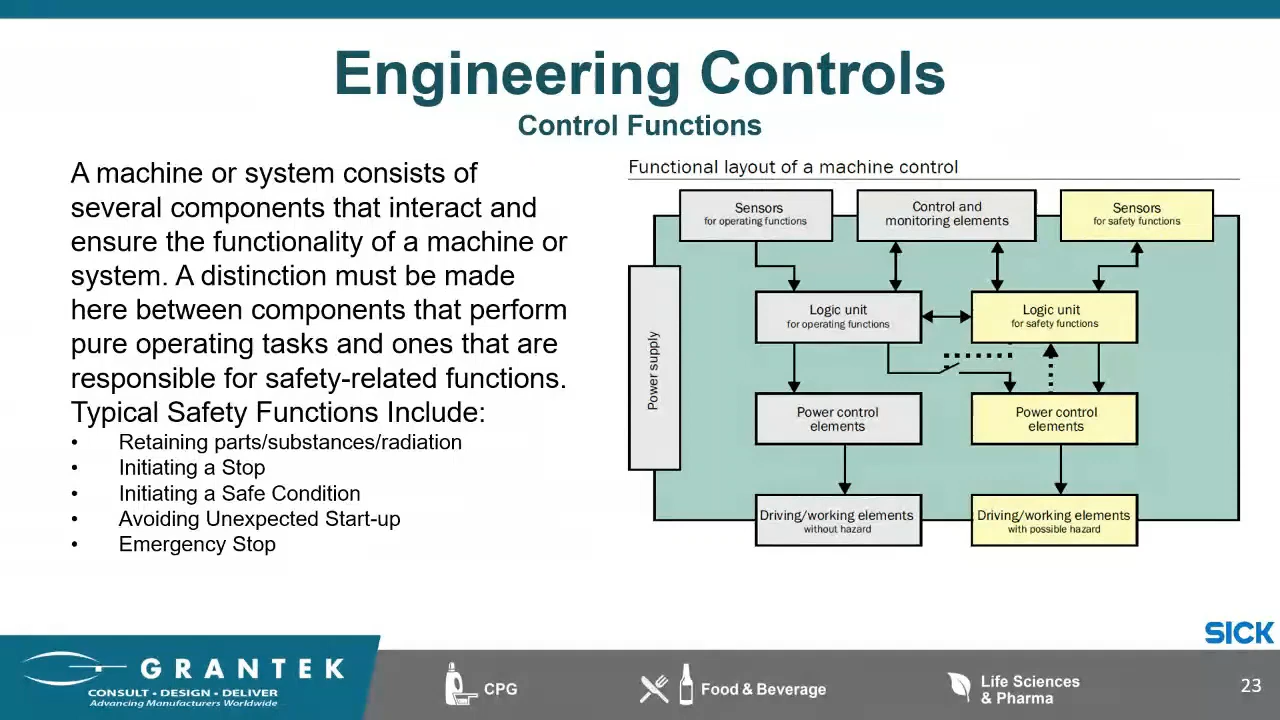 Engineering Controls
Control Functions
A machine or system consists of
several components that interact and
ensure the functionality of a machine or
system. A distinction must be made
here between components that perform
pure operating tasks and ones that are
responsible for safety-related functions.
Typical Safety Functions Include:
• Retaining parts/substances/radiation
• Initiating a Stop
• Initiating a Safe Condition
• Avoiding Unexpected Start-up
• Emergency Stop
Functional layout of a machine control
Sensors
for operating functions
Control and
monitoring elements
Sensors
for safety functions
Power supply
Logic unit
for operating functions
Logic unit
for safety functions
Power control
elements
Power control
elements
Driving/working elements
without hazard
Driving/working elements
with possible hazard
SICK
GRANTEK
CONSULT • DESIGN • DELIVER
Advancing Manufacturers Worldwide
CPG
Food & Beverage
Life Sciences
& Pharma
23